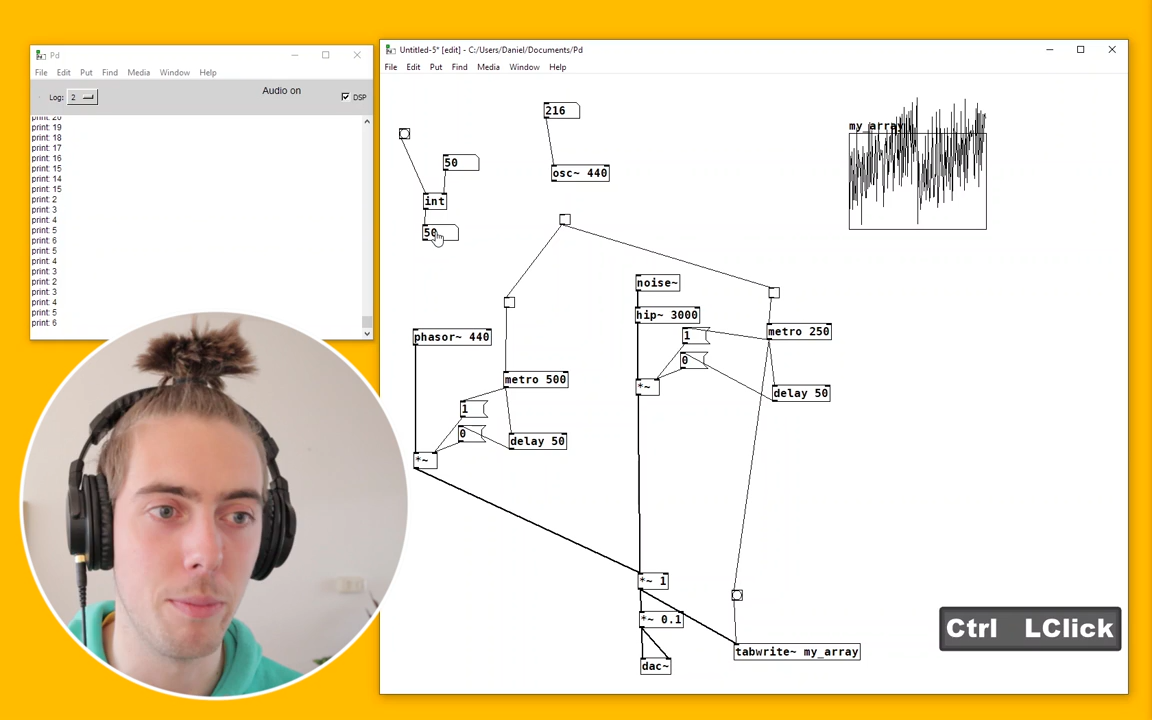 Pd
File Edit Put Find Media Window Help
Log: 2
Audio on
DSP
print: 20
print: 19
print: 18
print: 17
print: 16
print: 15
print: 14
print: 15
print: 2
print: 3
print: 4
print: 5
print: 6
print: 5
print: 4
print: 3
print: 2
print: 3
print: 4
print: 5
print: 6
Untitled-5* [edit] - C:/Users/Daniel/Documents/Pd
File Edit Put Find Media Window Help
216
my_array
50
osc~ 440
int
50
noise~
hip~ 3000
phasor~ 440
1
metro 250
0
metro 500
*~
delay 50
1
0
delay 50
*~
*~ 1
*~ 0.1
tabwrite~ my_array
dac~
Ctrl LClick